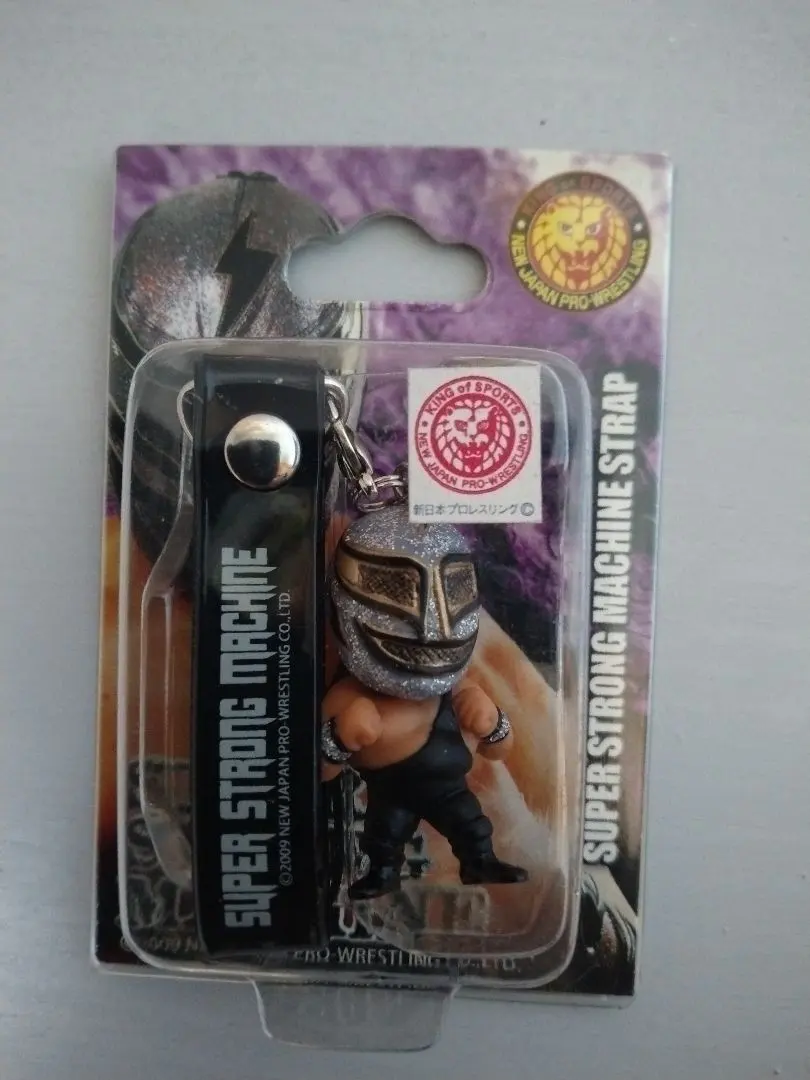 KING OF SPORTS
NEW JAPAN PRO-WRESTLING
KING of SPORTS
NEW JAPAN PRO-WRESTLING
新日本プロレスリング©
SUPER STRONG MACHINE
©2009 NEW JAPAN PRO-WRESTLING CO.,LTD.
SUPER STRONG MACHINE STRAP
PRO-WRESTLING CO.,LTD.